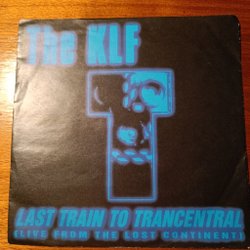 The KLF
LAST TRAIN TO TRANCENTRAL
(LIVE FROM THE LOST CONTINENT)